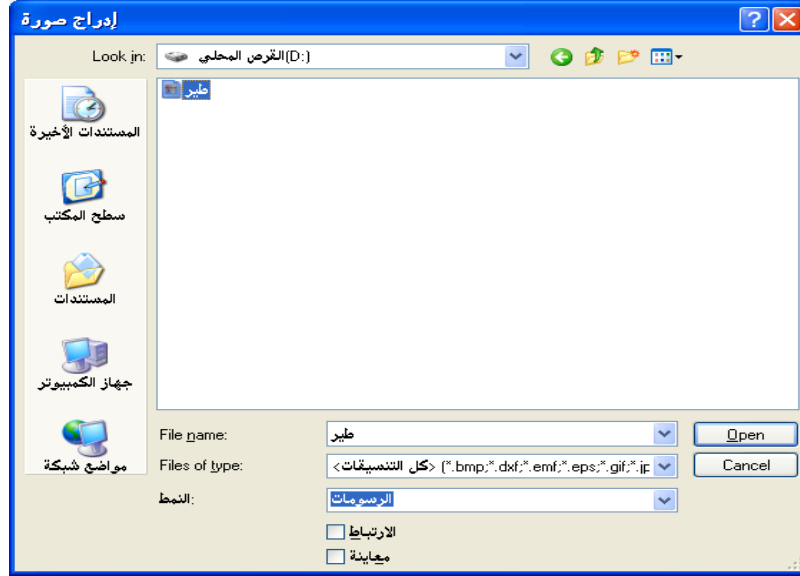 إدراج صورة
Look in:
القرص المحلي (D:)
طير
المستندات الأخيرة
سطح المكتب
المستندات
جهاز الكمبيوتر
مواضع شبكة
File name:
طير
Open
Files of type:
<كل التنسيقات> (*.bmp;*.dxf;*.emf;*.eps;*.gif;*.jp
Cancel
النمط:
الرسومات
الارتباط
معاينة